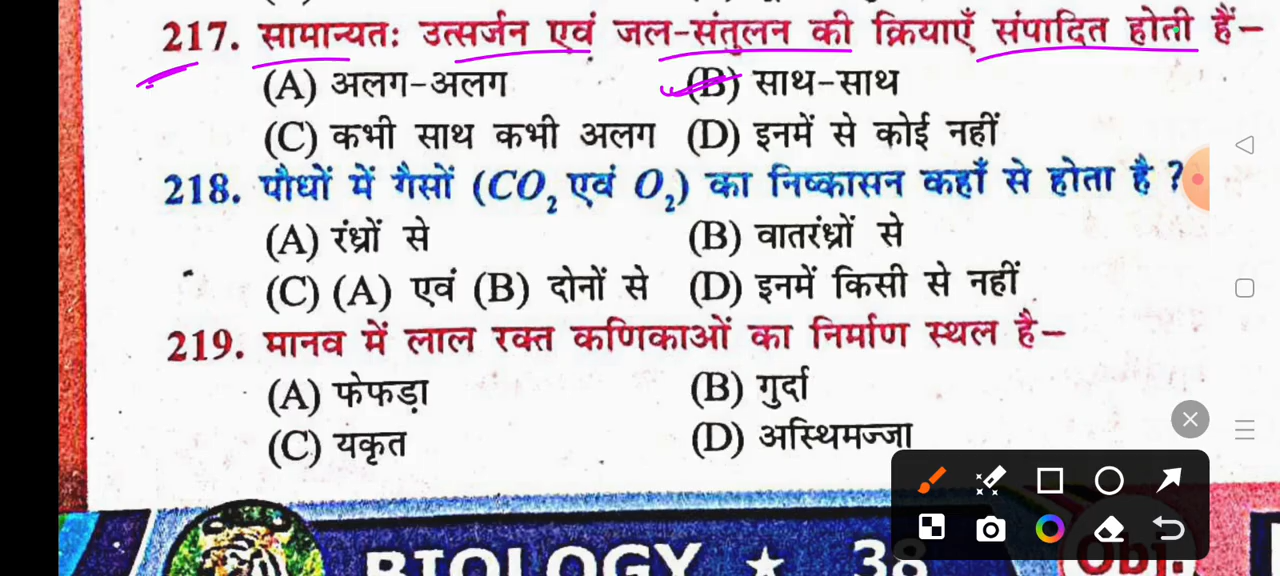 217. सामान्यतः उत्सर्जन एवं जल-संतुलन की क्रियाएँ संपादित होती हैं–
(A) अलग-अलग (B) साथ-साथ
(C) कभी साथ कभी अलग (D) इनमें से कोई नहीं
218. पौधों में गैसों (CO₂ एवं O₂) का निष्कासन कहाँ से होता है ?
(A) रंध्रों से (B) वातरंध्रों से
(C) (A) एवं (B) दोनों से (D) इनमें किसी से नहीं
219. मानव में लाल रक्त कणिकाओं का निर्माण स्थल है–
(A) फेफड़ा (B) गुर्दा
(C) यकृत (D) अस्थिमज्जा
BIOLOGY ★ 38 Obj.